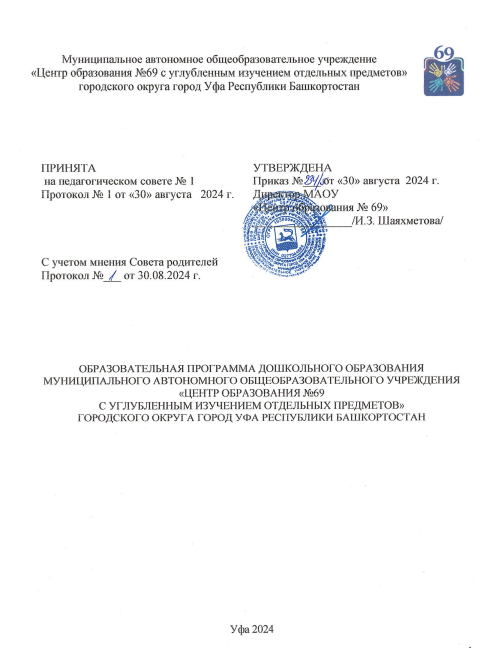 69
Муниципальное автономное общеобразовательное учреждение
«Центр образования №69 с углубленным изучением отдельных предметов»
городского округа город Уфа Республики Башкортостан
ПРИНЯТА
на педагогическом совете № 1
Протокол № 1 от «30» августа 2024 г.
УТВЕРЖДЕНА
Приказ № от «30» августа 2024 г.
Директор МАОУ
«Центр образования № 69»
/И.З. Шаяхметова/
С учетом мнения Совета родителей
Протокол № 1 от 30.08.2024 г.
ОБРАЗОВАТЕЛЬНАЯ ПРОГРАММА ДОШКОЛЬНОГО ОБРАЗОВАНИЯ
МУНИЦИПАЛЬНОГО АВТОНОМНОГО ОБЩЕОБРАЗОВАТЕЛЬНОГО УЧРЕЖДЕНИЯ
«ЦЕНТР ОБРАЗОВАНИЯ №69
С УГЛУБЛЕННЫМ ИЗУЧЕНИЕМ ОТДЕЛЬНЫХ ПРЕДМЕТОВ»
ГОРОДСКОГО ОКРУГА ГОРОД УФА РЕСПУБЛИКИ БАШКОРТОСТАН
Уфа 2024